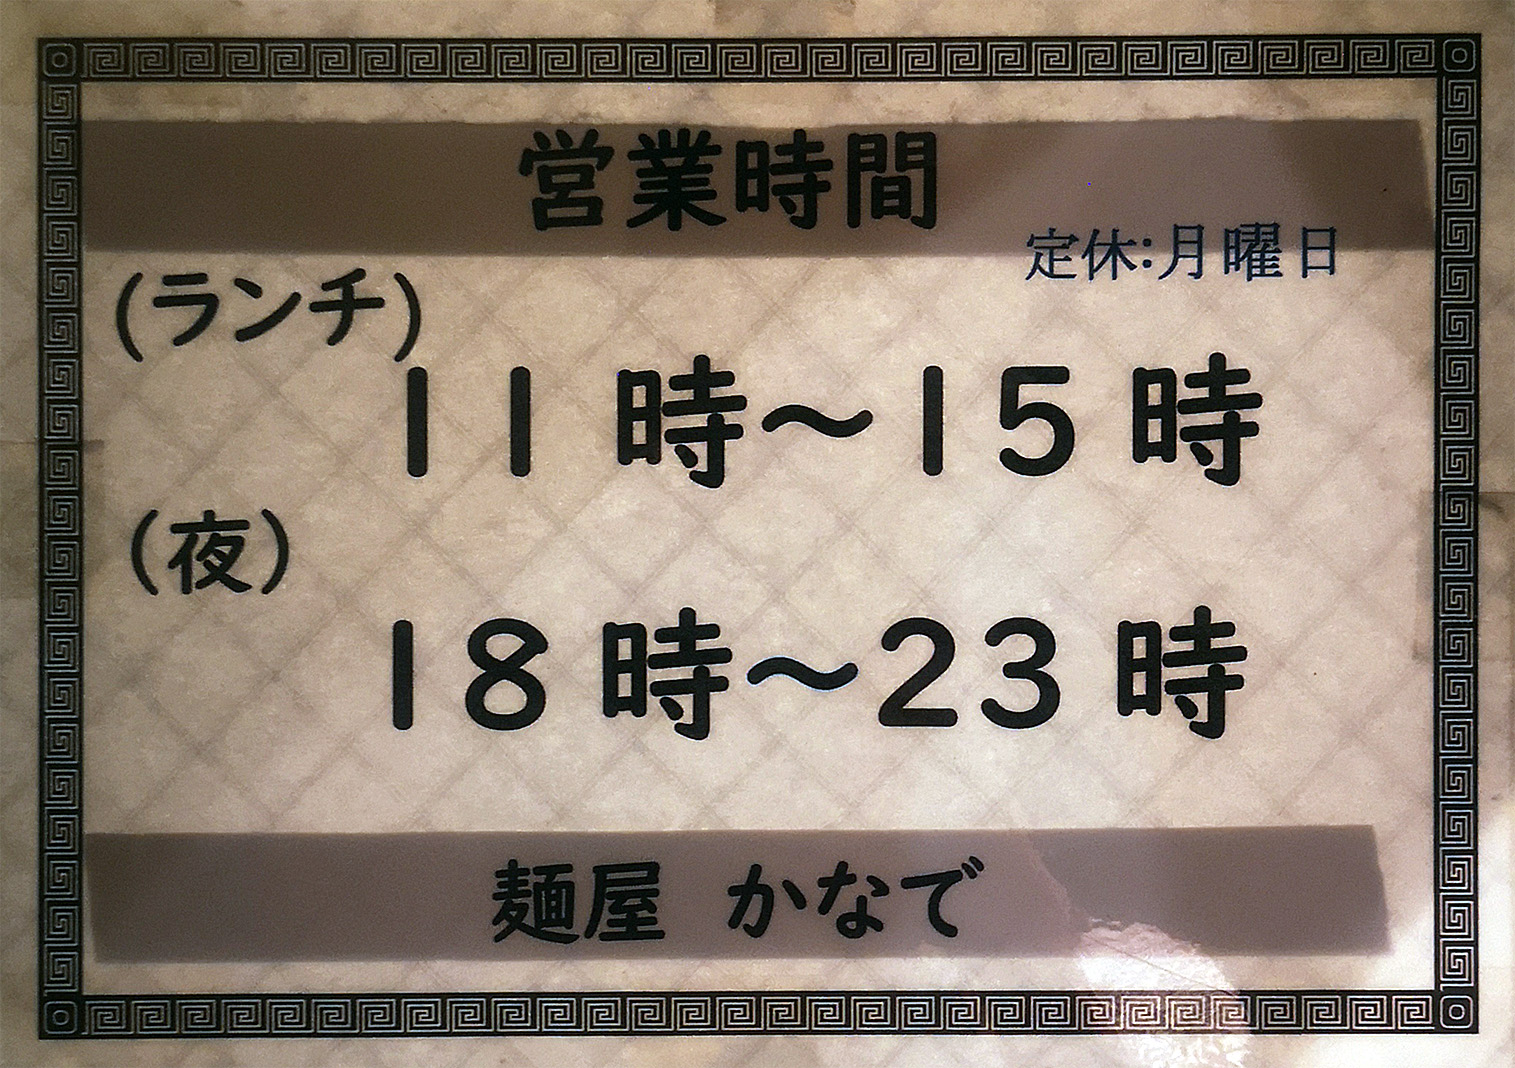 営業時間
定休:月曜日
(ランチ)
11時～15時
(夜)
18時～23時
麺屋 かなで